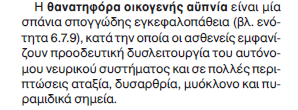 Η θανατηφόρα οικογενής αϋπνία είναι μία
σπάνια σπογγώδης εγκεφαλοπάθεια (βλ. ενό-
τητα 6.7.9), κατά την οποία οι ασθενείς εμφανί-
ζουν προοδευτική δυσλειτουργία του αυτόνο-
μου νευρικού συστήματος και σε πολλές περι-
πτώσεις αταξία, δυσαρθρία, μυόκλονο και πυ-
ραμιδικά σημεία.